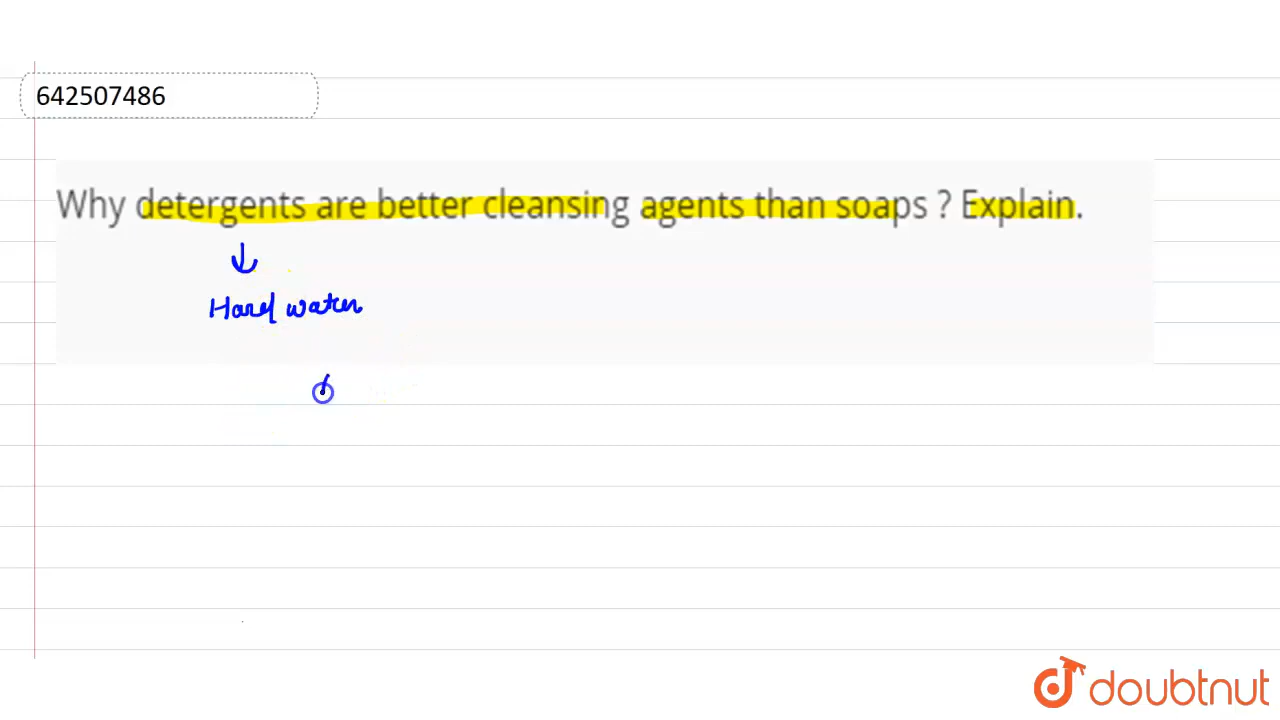 642507486
Why detergents are better cleansing agents than soaps ? Explain.
Hard water
doubtnut